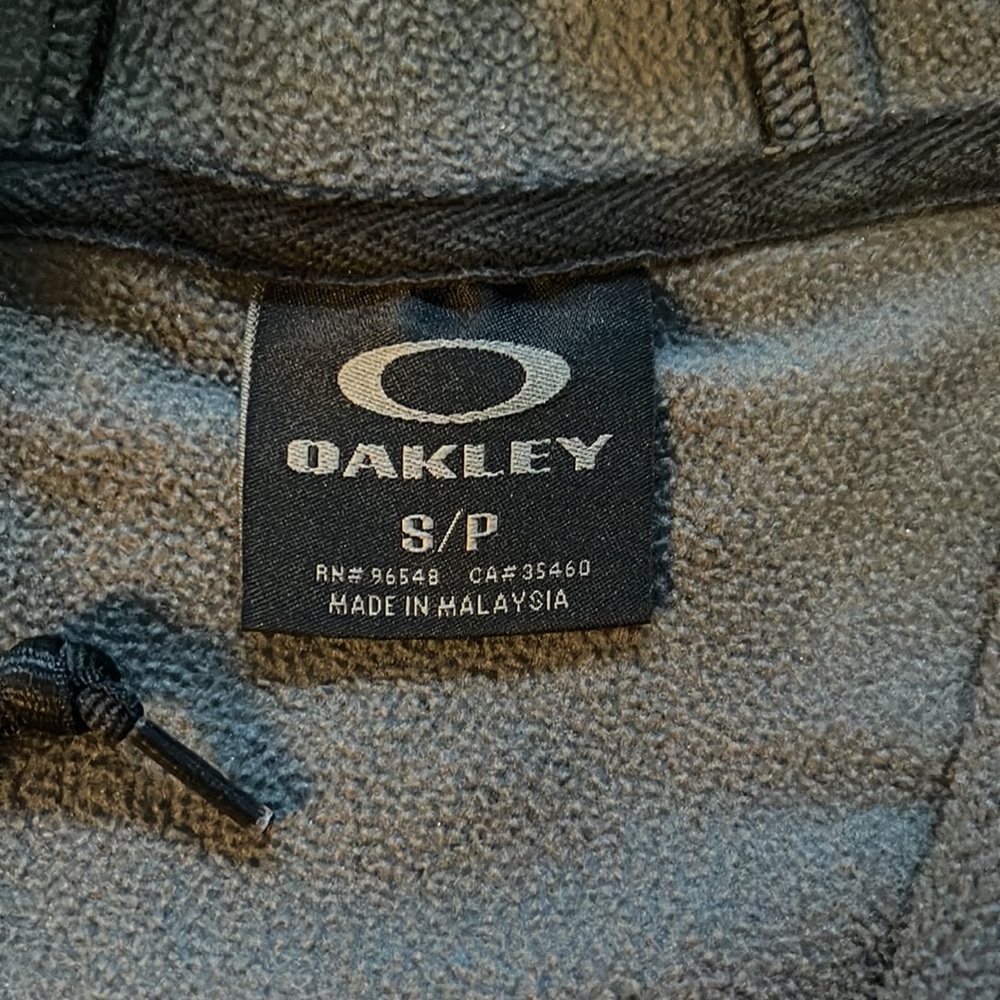 OAKLEY
S/P
RN# 96548 CA# 35460
MADE IN MALAYSIA